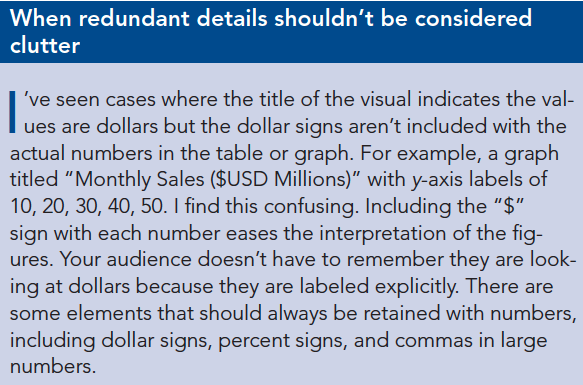 When redundant details shouldn’t be considered
clutter
I’ve seen cases where the title of the visual indicates the val-
ues are dollars but the dollar signs aren’t included with the
actual numbers in the table or graph. For example, a graph
titled “Monthly Sales ($USD Millions)” with y-axis labels of
10, 20, 30, 40, 50. I find this confusing. Including the “$”
sign with each number eases the interpretation of the fig-
ures. Your audience doesn’t have to remember they are look-
ing at dollars because they are labeled explicitly. There are
some elements that should always be retained with numbers,
including dollar signs, percent signs, and commas in large
numbers.